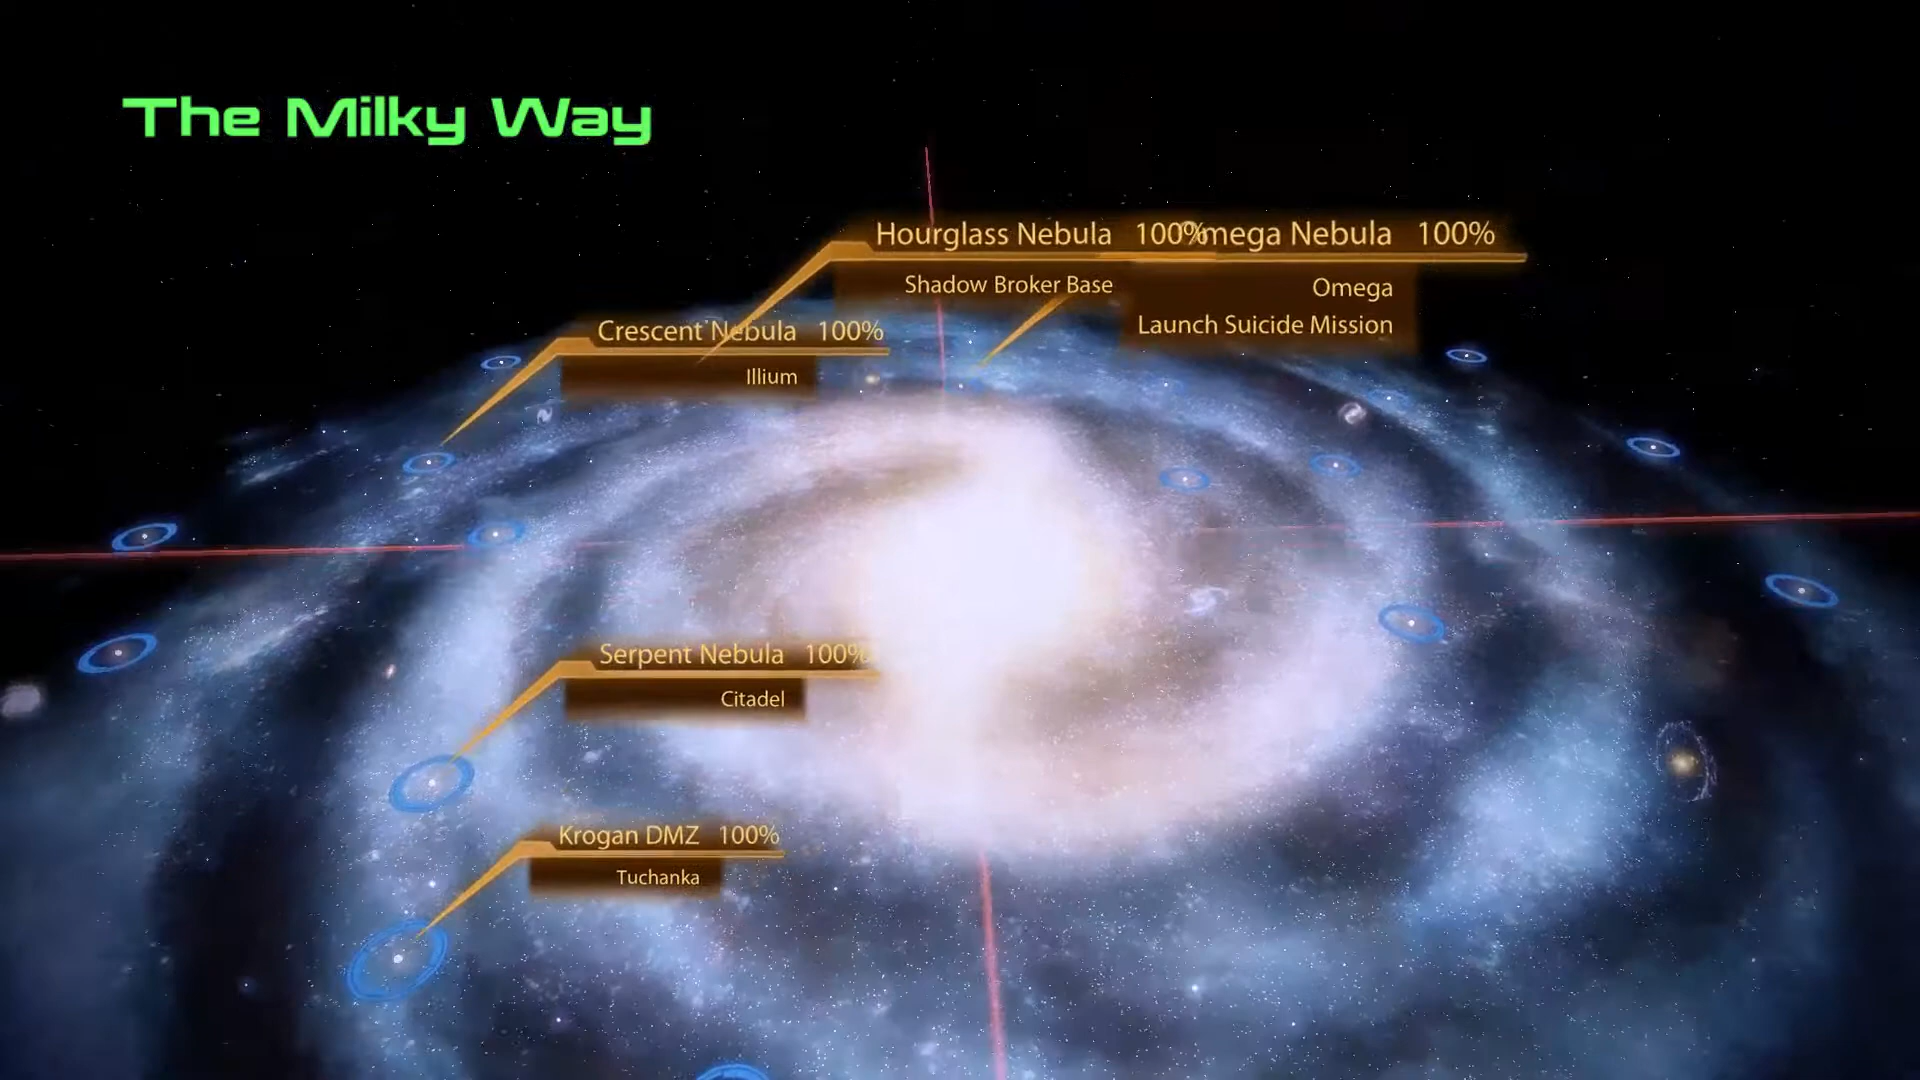 The Milky Way
Hourglass Nebula 100%
mega Nebula 100%
Shadow Broker Base
Omega
Launch Suicide Mission
Crescent Nebula 100%
Illium
Serpent Nebula 100%
Citadel
Krogan DMZ 100%
Tuchanka